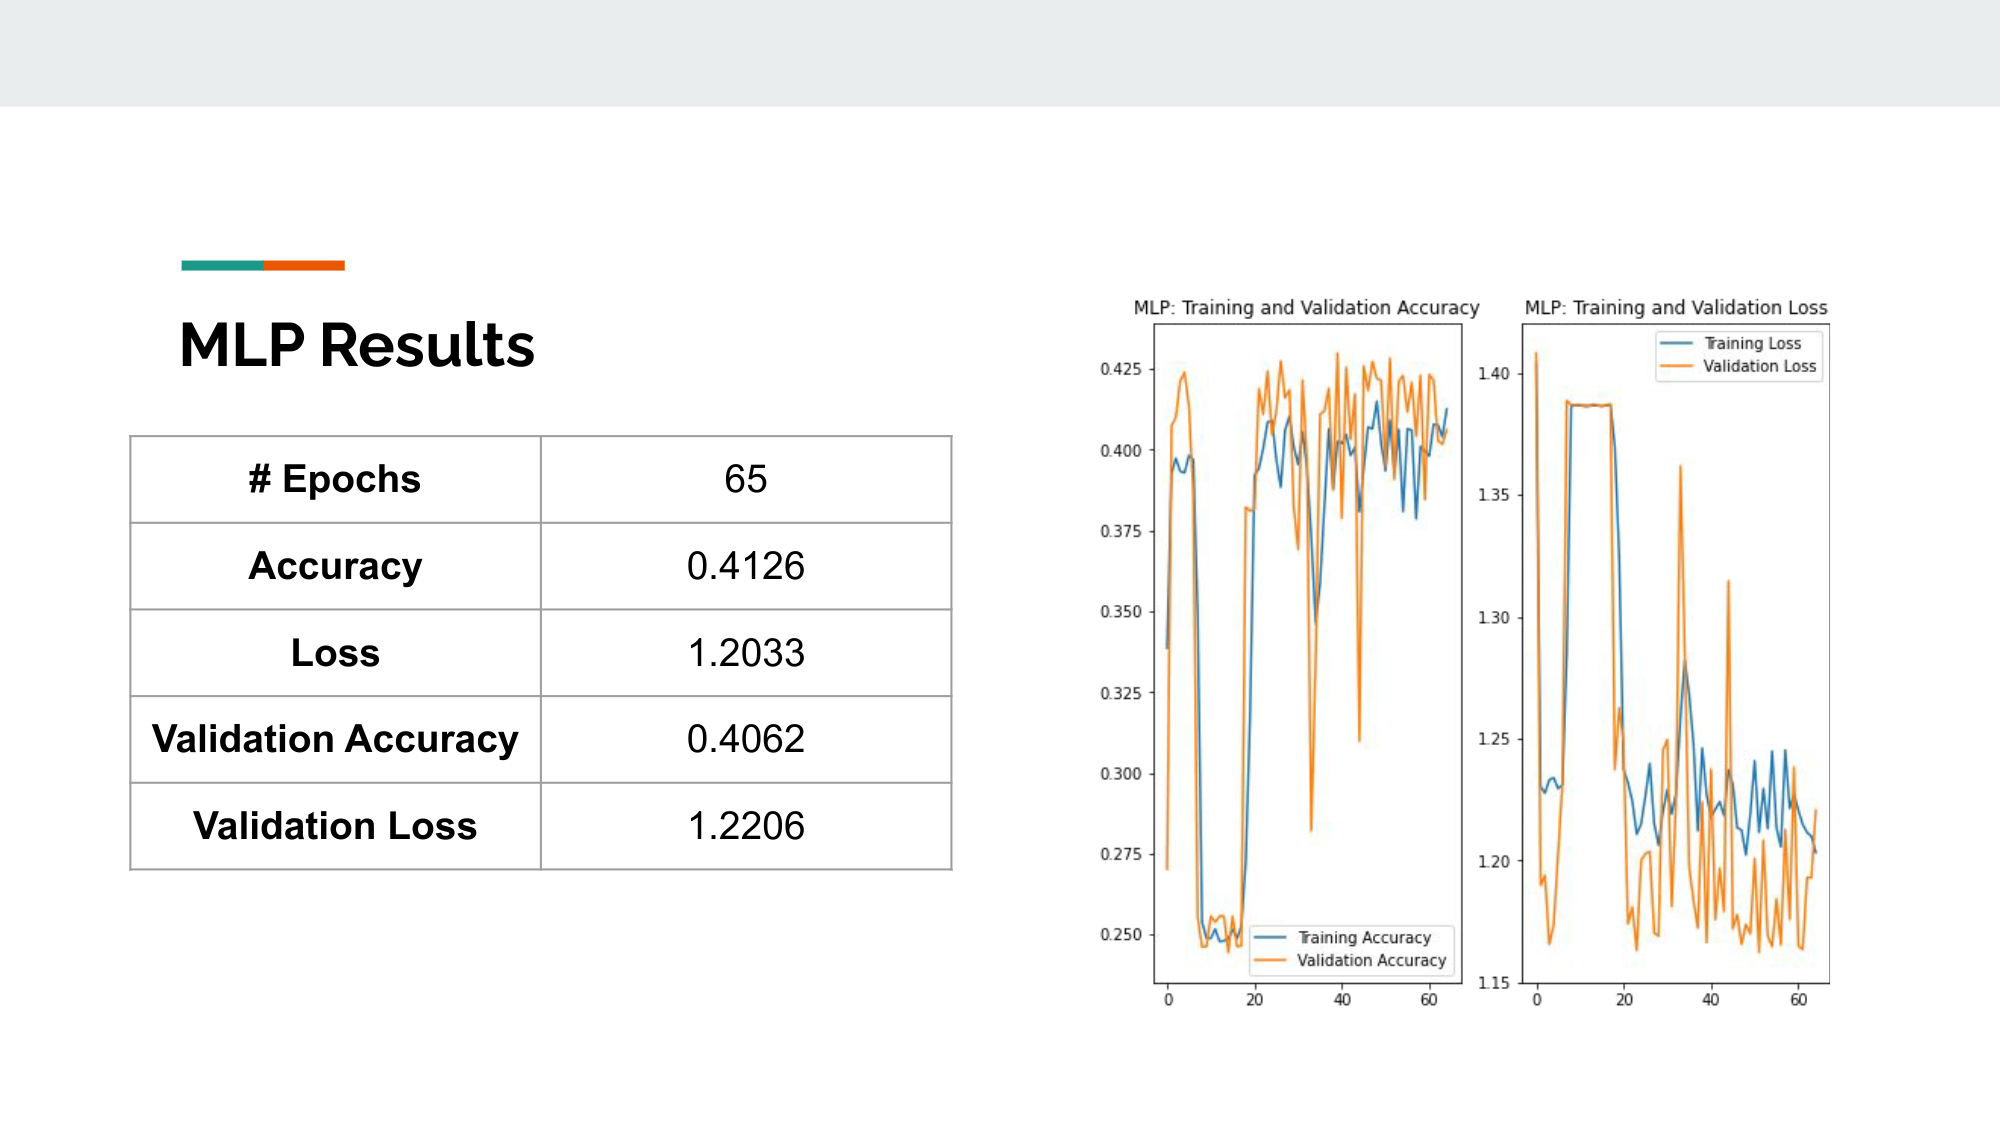 MLP Results
# Epochs 65
Accuracy 0.4126
Loss 1.2033
Validation Accuracy 0.4062
Validation Loss 1.2206
MLP: Training and Validation Accuracy
0.425
0.400
0.375
0.350
0.325
0.300
0.275
0.250
Training Accuracy
Validation Accuracy
0 20 40 60
MLP: Training and Validation Loss
Training Loss
Validation Loss
1.40
1.35
1.30
1.25
1.20
1.15
0 20 40 60